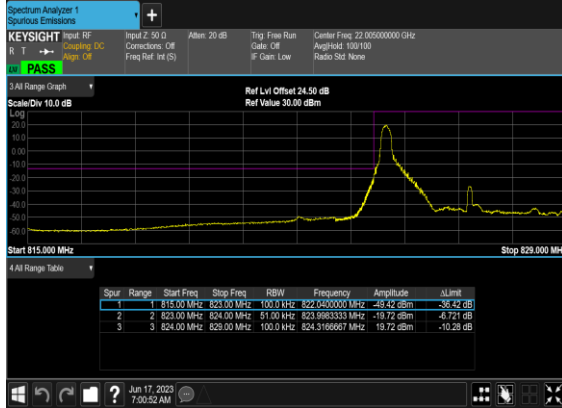 Spectrum Analyzer 1
Spurious Emissions
KEYSIGHT Input: RF Input Z: 50 Ω Atten: 20 dB Trig: Free Run Center Freq: 22.005000000 GHz
R T Coupling: DC Corrections: Off Gate: Off Avg|Hold: 100/100
Align: Off Freq Ref: Int (S) IF Gain: Low Radio Std: None
PASS
3 All Range Graph
Ref Lvl Offset 24.50 dB
Scale/Div 10.0 dB Ref Value 30.00 dBm
Log
20.0
10.0
0.00
-10.0
-20.0
-30.0
-40.0
-50.0
-60.0
Start 815.000 MHz Stop 829.000 MH
4 All Range Table
Spur Range Start Freq Stop Freq RBW Frequency Amplitude ΔLimit
1 1 815.00 MHz 823.00 MHz 100.0 kHz 822.0400000 MHz -49.42 dBm -36.42 dB
2 2 823.00 MHz 824.00 MHz 51.00 kHz 823.9983333 MHz -19.72 dBm -6.721 dB
3 3 824.00 MHz 829.00 MHz 100.0 kHz 824.3166667 MHz 19.72 dBm -10.28 dB
? Jun 17, 2023
7:00:52 AM